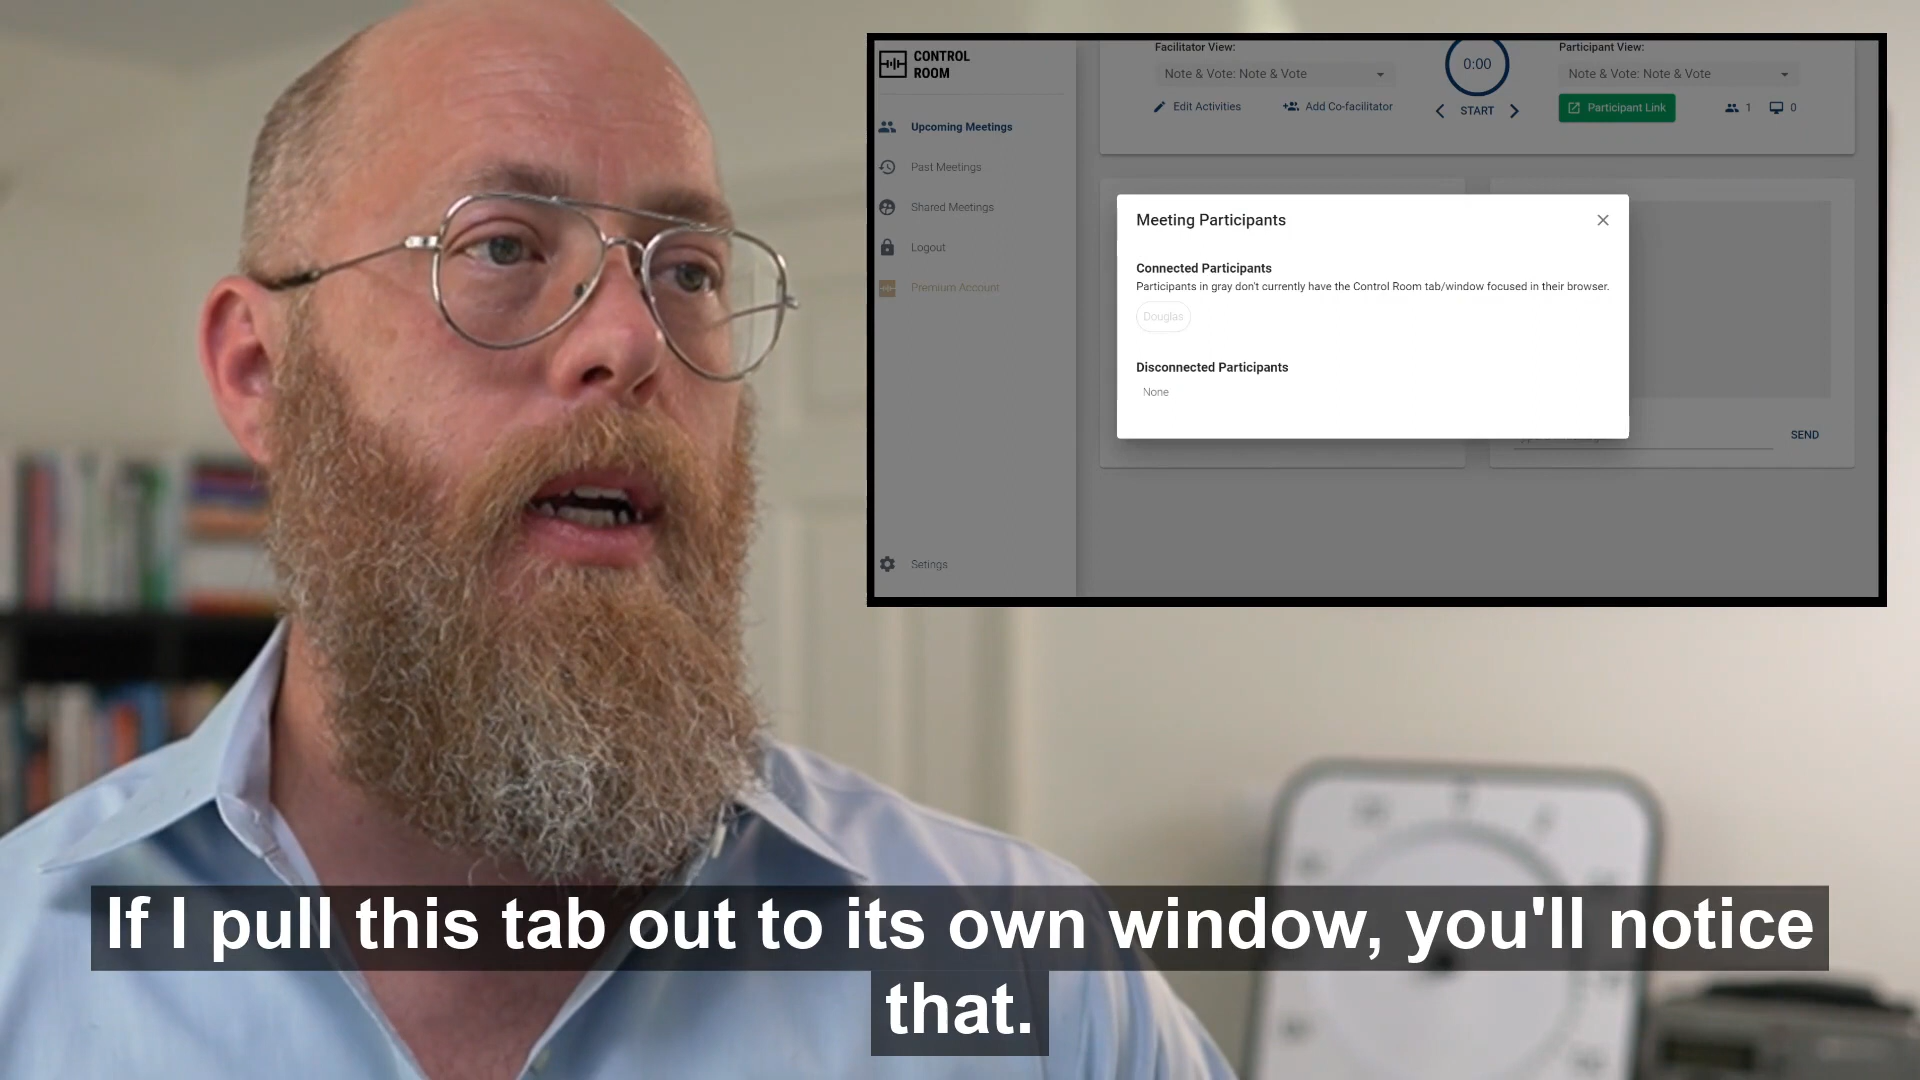 CONTROL
ROOM
Upcoming Meetings
Past Meetings
Shared Meetings
Logout
Premium Account
Setings
Facilitator View:
Note & Vote: Note & Vote
Edit Activities
Add Co-facilitator
0:00
START
Participant View:
Note & Vote: Note & Vote
Participant Link
1
0
Meeting Participants
Connected Participants
Participants in gray don't currently have the Control Room tab/window focused in their browser.
Douglas
Disconnected Participants
None
SEND
If I pull this tab out to its own window, you'll notice
that.